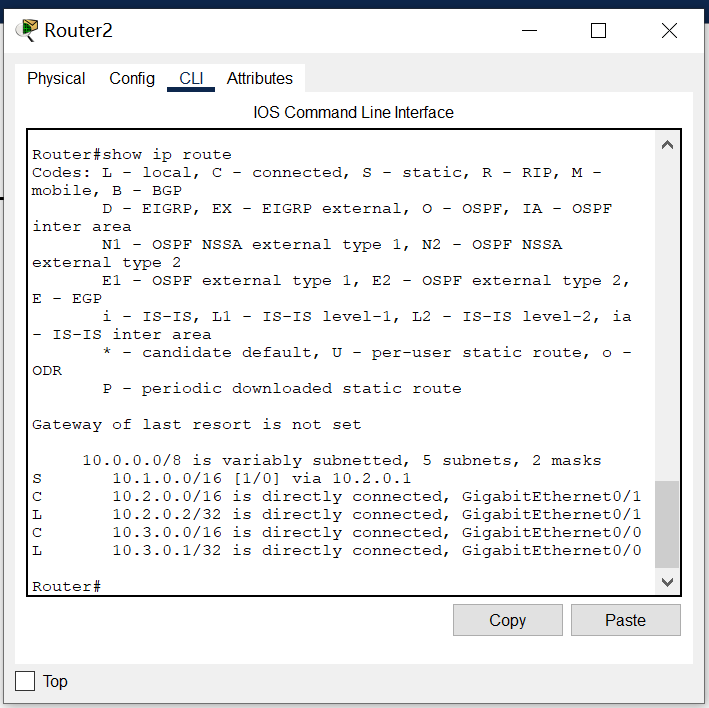 Router2
Physical Config CLI Attributes
IOS Command Line Interface
Router#show ip route
Codes: L - local, C - connected, S - static, R - RIP, M -
mobile, B - BGP
       D - EIGRP, EX - EIGRP external, O - OSPF, IA - OSPF
inter area
       N1 - OSPF NSSA external type 1, N2 - OSPF NSSA
external type 2
       E1 - OSPF external type 1, E2 - OSPF external type 2,
E - EGP
       i - IS-IS, L1 - IS-IS level-1, L2 - IS-IS level-2, ia
- IS-IS inter area
       * - candidate default, U - per-user static route, o -
ODR
       P - periodic downloaded static route
Gateway of last resort is not set
     10.0.0.0/8 is variably subnetted, 5 subnets, 2 masks
S       10.1.0.0/16 [1/0] via 10.2.0.1
C       10.2.0.0/16 is directly connected, GigabitEthernet0/1
L       10.2.0.2/32 is directly connected, GigabitEthernet0/1
C       10.3.0.0/16 is directly connected, GigabitEthernet0/0
L       10.3.0.1/32 is directly connected, GigabitEthernet0/0
Router#
Copy Paste
Top